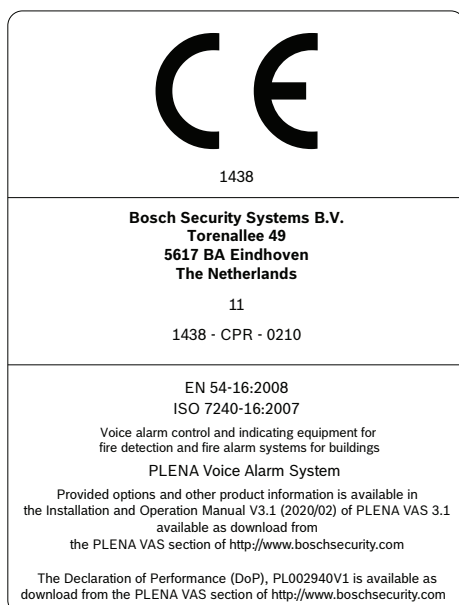 CE
1438
Bosch Security Systems B.V.
Torenallee 49
5617 BA Eindhoven
The Netherlands
11
1438 - CPR - 0210
EN 54-16:2008
ISO 7240-16:2007
Voice alarm control and indicating equipment for
fire detection and fire alarm systems for buildings
PLENA Voice Alarm System
Provided options and other product information is available in
the Installation and Operation Manual V3.1 (2020/02) of PLENA VAS 3.1
available as download from
the PLENA VAS section of http://www.boschsecurity.com
The Declaration of Performance (DoP), PL002940V1 is available as
download from the PLENA VAS section of http://www.boschsecurity.com